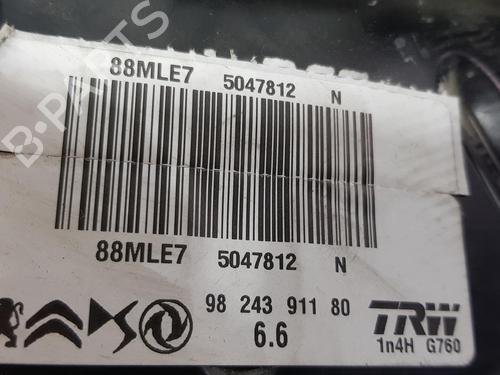 88MLE7 5047812 N
B-PARTS
88MLE7 5047812 N
98 243 911 80
6.6
TRW
1n4H G760